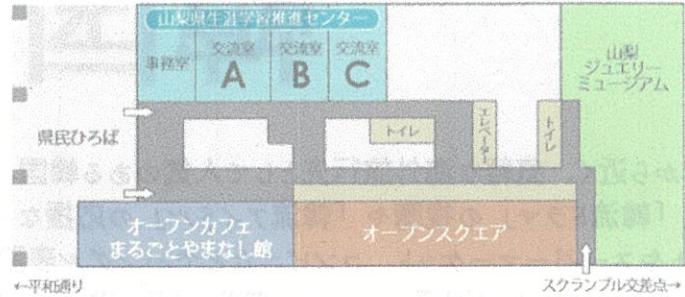 山梨県生涯学習推進センター
事務室
交流室
A
交流室
B
交流室
C
山梨
ジュエリー
ミュージアム
県民ひろば
トイレ
エレベーター
トイレ
オープンカフェ
まるごとやまなし館
オープンスクエア
←平和通り
スクランブル交差点→